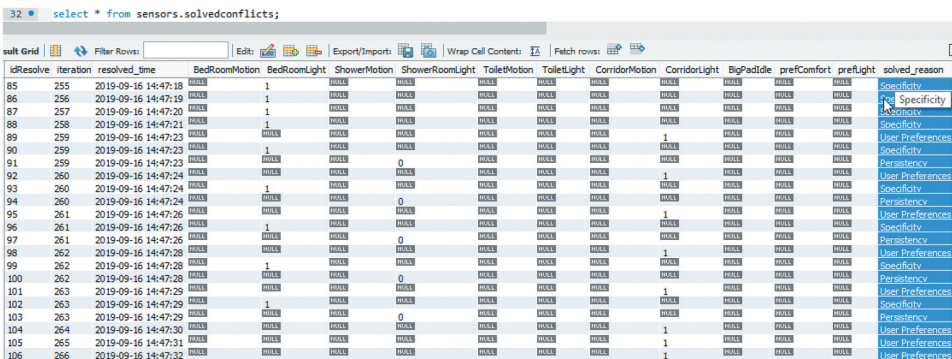 32 select * from sensors.solvedconflicts;
sult Grid Filter Rows: Edit: Export/Import: Wrap Cell Content: Fetch rows:
idResolve iteration resolved_time BedRoomMotion BedRoomLight ShowerMotion ShowerRoomLight ToiletMotion ToiletLight CorridorMotion CorridorLight BigPadIdle prefComfort prefLight solved_reason
85 255 2019-09-16 14:47:18 NULL 1 NULL NULL NULL NULL NULL NULL NULL NULL NULL Specificity
86 256 2019-09-16 14:47:19 NULL 1 NULL NULL NULL NULL NULL NULL NULL NULL NULL Specificity
87 257 2019-09-16 14:47:20 NULL 1 NULL NULL NULL NULL NULL NULL NULL NULL NULL Specificity
88 258 2019-09-16 14:47:21 NULL 1 NULL NULL NULL NULL NULL NULL NULL NULL NULL Specificity
89 259 2019-09-16 14:47:23 NULL NULL NULL NULL NULL NULL NULL 1 NULL NULL NULL User Preferences
90 259 2019-09-16 14:47:23 NULL 1 NULL NULL NULL NULL NULL NULL NULL NULL NULL Specificity
91 259 2019-09-16 14:47:23 NULL NULL NULL 0 NULL NULL NULL NULL NULL NULL NULL Persistency
92 260 2019-09-16 14:47:24 NULL NULL NULL NULL NULL NULL NULL 1 NULL NULL NULL User Preferences
93 260 2019-09-16 14:47:24 NULL 1 NULL NULL NULL NULL NULL NULL NULL NULL NULL Specificity
94 260 2019-09-16 14:47:24 NULL NULL NULL 0 NULL NULL NULL NULL NULL NULL NULL Persistency
95 261 2019-09-16 14:47:26 NULL NULL NULL NULL NULL NULL NULL 1 NULL NULL NULL User Preferences
96 261 2019-09-16 14:47:26 NULL 1 NULL NULL NULL NULL NULL NULL NULL NULL NULL Specificity
97 261 2019-09-16 14:47:26 NULL NULL NULL 0 NULL NULL NULL NULL NULL NULL NULL Persistency
98 262 2019-09-16 14:47:28 NULL NULL NULL NULL NULL NULL NULL 1 NULL NULL NULL User Preferences
99 262 2019-09-16 14:47:28 NULL 1 NULL NULL NULL NULL NULL NULL NULL NULL NULL Specificity
100 262 2019-09-16 14:47:28 NULL NULL NULL 0 NULL NULL NULL NULL NULL NULL NULL Persistency
101 263 2019-09-16 14:47:29 NULL NULL NULL NULL NULL NULL NULL 1 NULL NULL NULL User Preferences
102 263 2019-09-16 14:47:29 NULL 1 NULL NULL NULL NULL NULL NULL NULL NULL NULL Specificity
103 263 2019-09-16 14:47:29 NULL NULL NULL 0 NULL NULL NULL NULL NULL NULL NULL Persistency
104 264 2019-09-16 14:47:30 NULL NULL NULL NULL NULL NULL NULL 1 NULL NULL NULL User Preferences
105 265 2019-09-16 14:47:31 NULL NULL NULL NULL NULL NULL NULL 1 NULL NULL NULL User Preferences
106 266 2019-09-16 14:47:32 NULL NULL NULL NULL NULL NULL NULL 1 NULL NULL NULL User Preferences